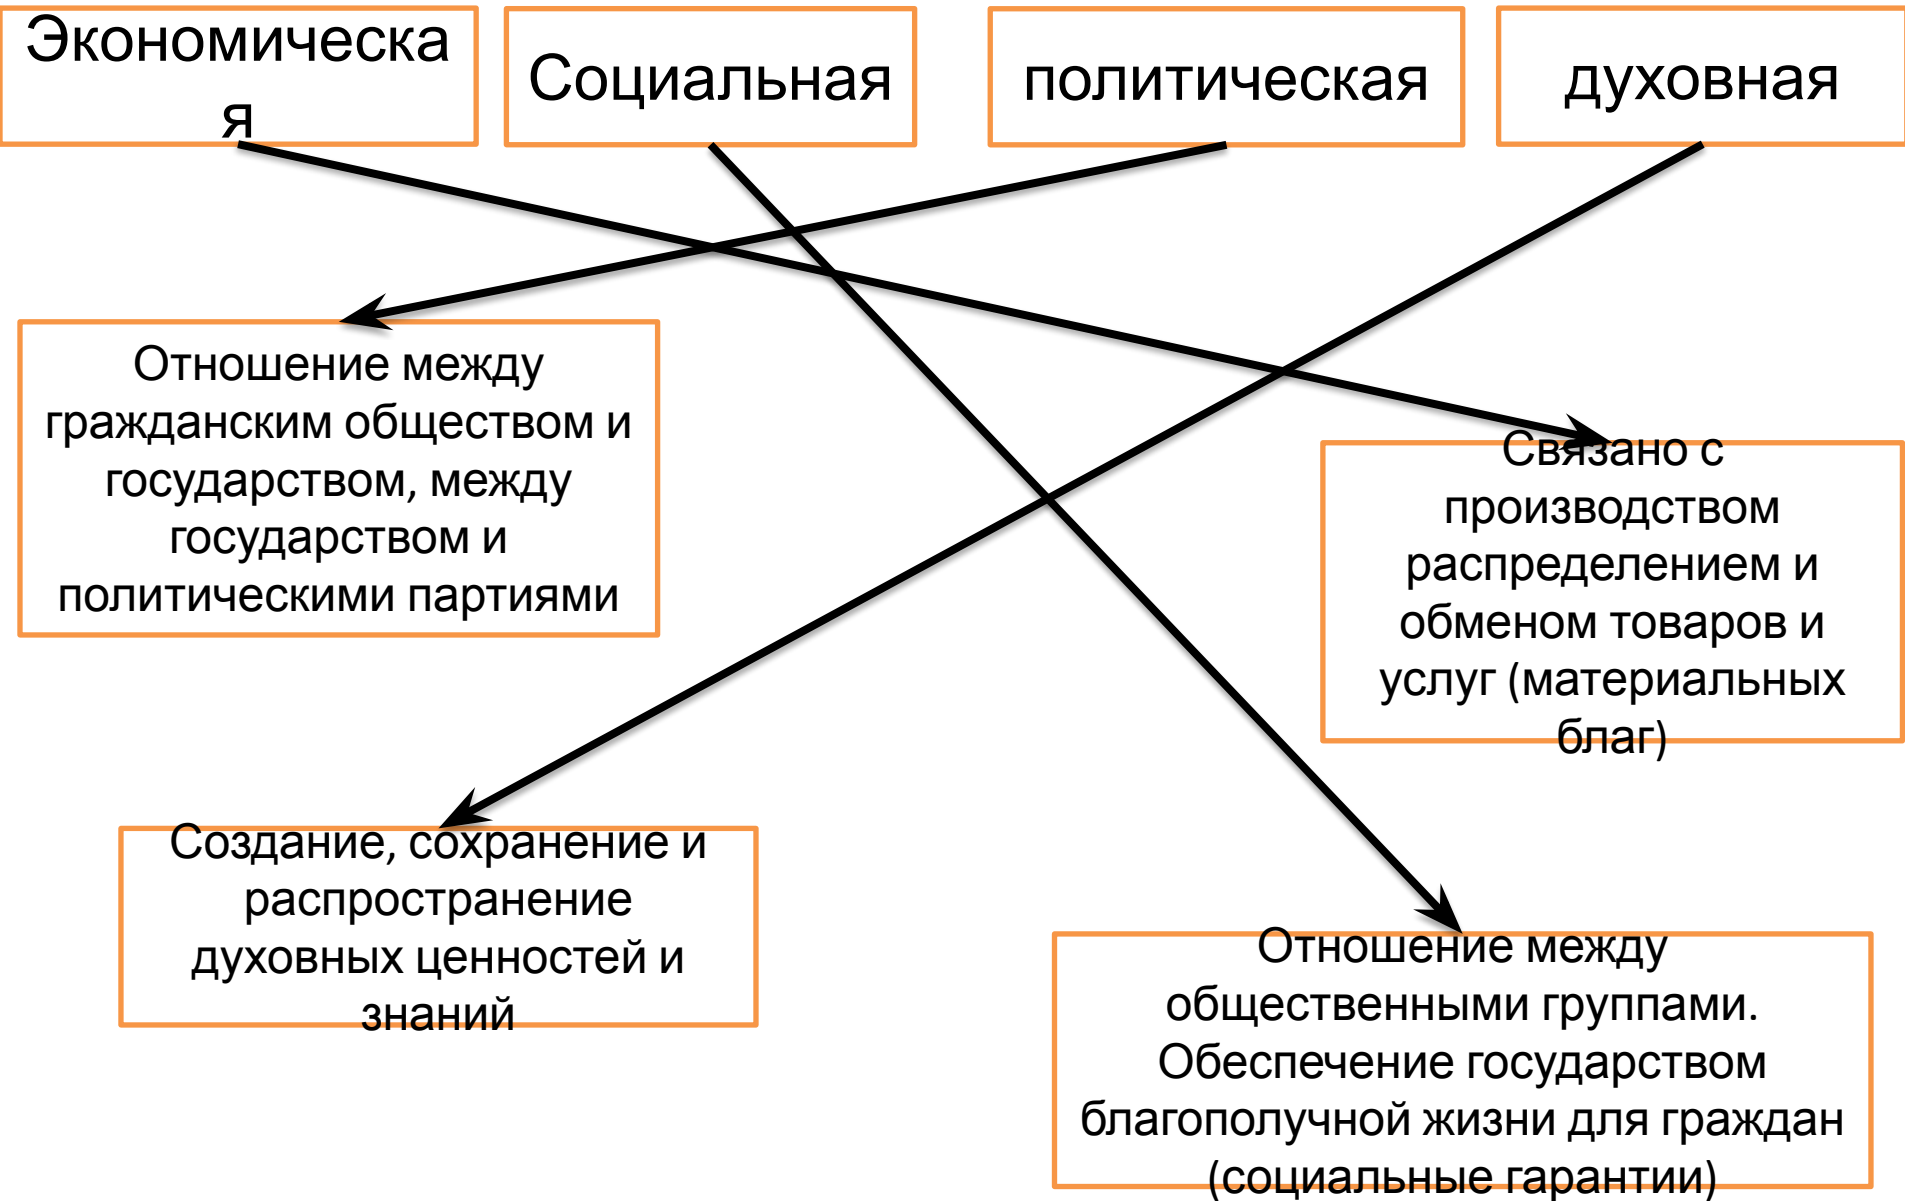 Экономическа
я
Социальная
политическая
духовная
Отношение между
гражданским обществом и
государством, между
государством и
политическими партиями
Связано с
производством
распределением и
обменом товаров и
услуг (материальных
благ)
Создание, сохранение и
распространение
духовных ценностей и
знаний
Отношение между
общественными группами.
Обеспечение государством
благополучной жизни для граждан
(социальные гарантии)